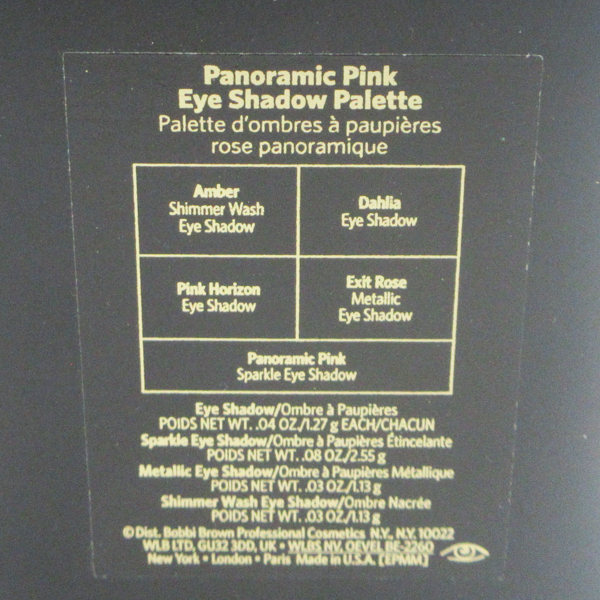 Panoramic Pink
Eye Shadow Palette
Palette d'ombres à paupières
rose panoramique
Amber
Shimmer Wash
Eye Shadow
Dahlia
Eye Shadow
Pink Horizon
Eye Shadow
Exit Rose
Metallic
Eye Shadow
Panoramic Pink
Sparkle Eye Shadow
Eye Shadow/Ombre à Paupières
POIDS NET WT. .04 OZ./1.27 g EACH/CHACUN
Sparkle Eye Shadow/Ombre à Paupières Étincelante
POIDS NET WT. .08 OZ./2.55 g
Metallic Eye Shadow/Ombre à Paupières Métallique
POIDS NET WT. .03 OZ./1.13 g
Shimmer Wash Eye Shadow/Ombre Nacrée
POIDS NET WT. .03 OZ./1.13 g
© Dist. Bobbi Brown Professional Cosmetics N.Y., N.Y. 10022
WLB LTD, GU32 3DD, UK • WLBS NV, OEVEL BE-2260
New York • London • Paris Made in U.S.A. [EPMM]